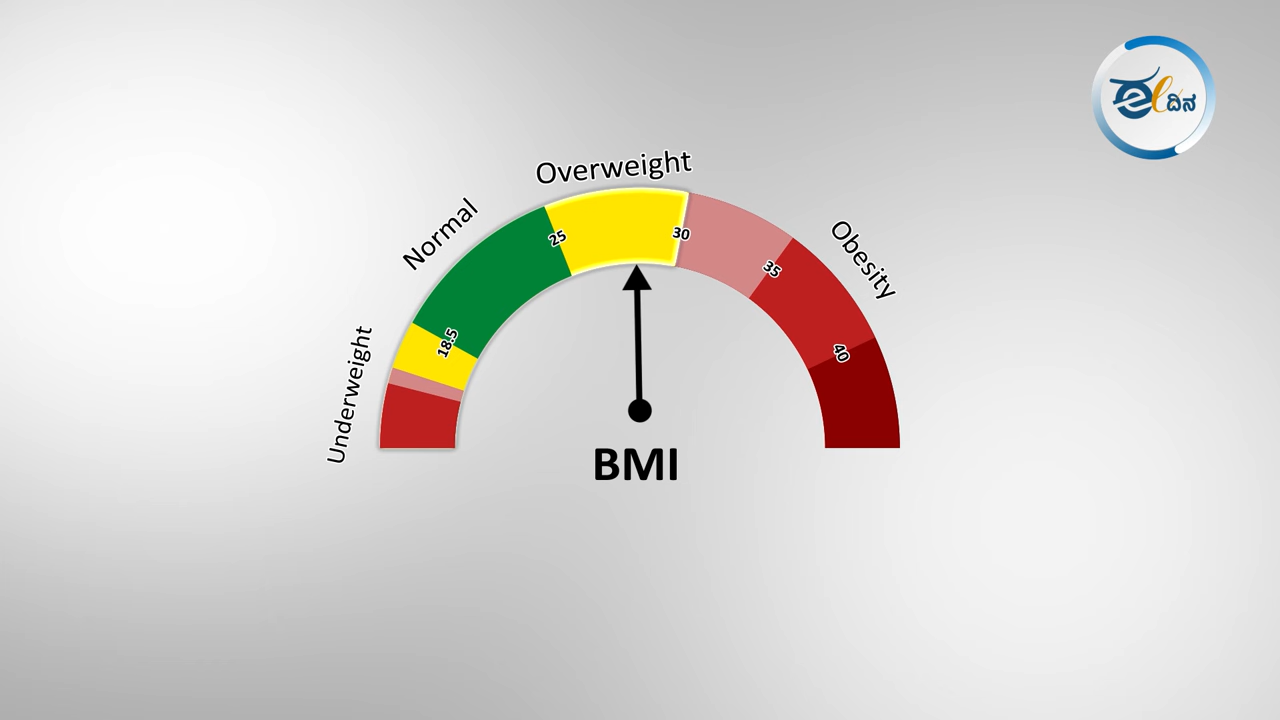 Underweight
18.5
Normal
25
Overweight
30
35
Obesity
40
BMI
ದಿನ